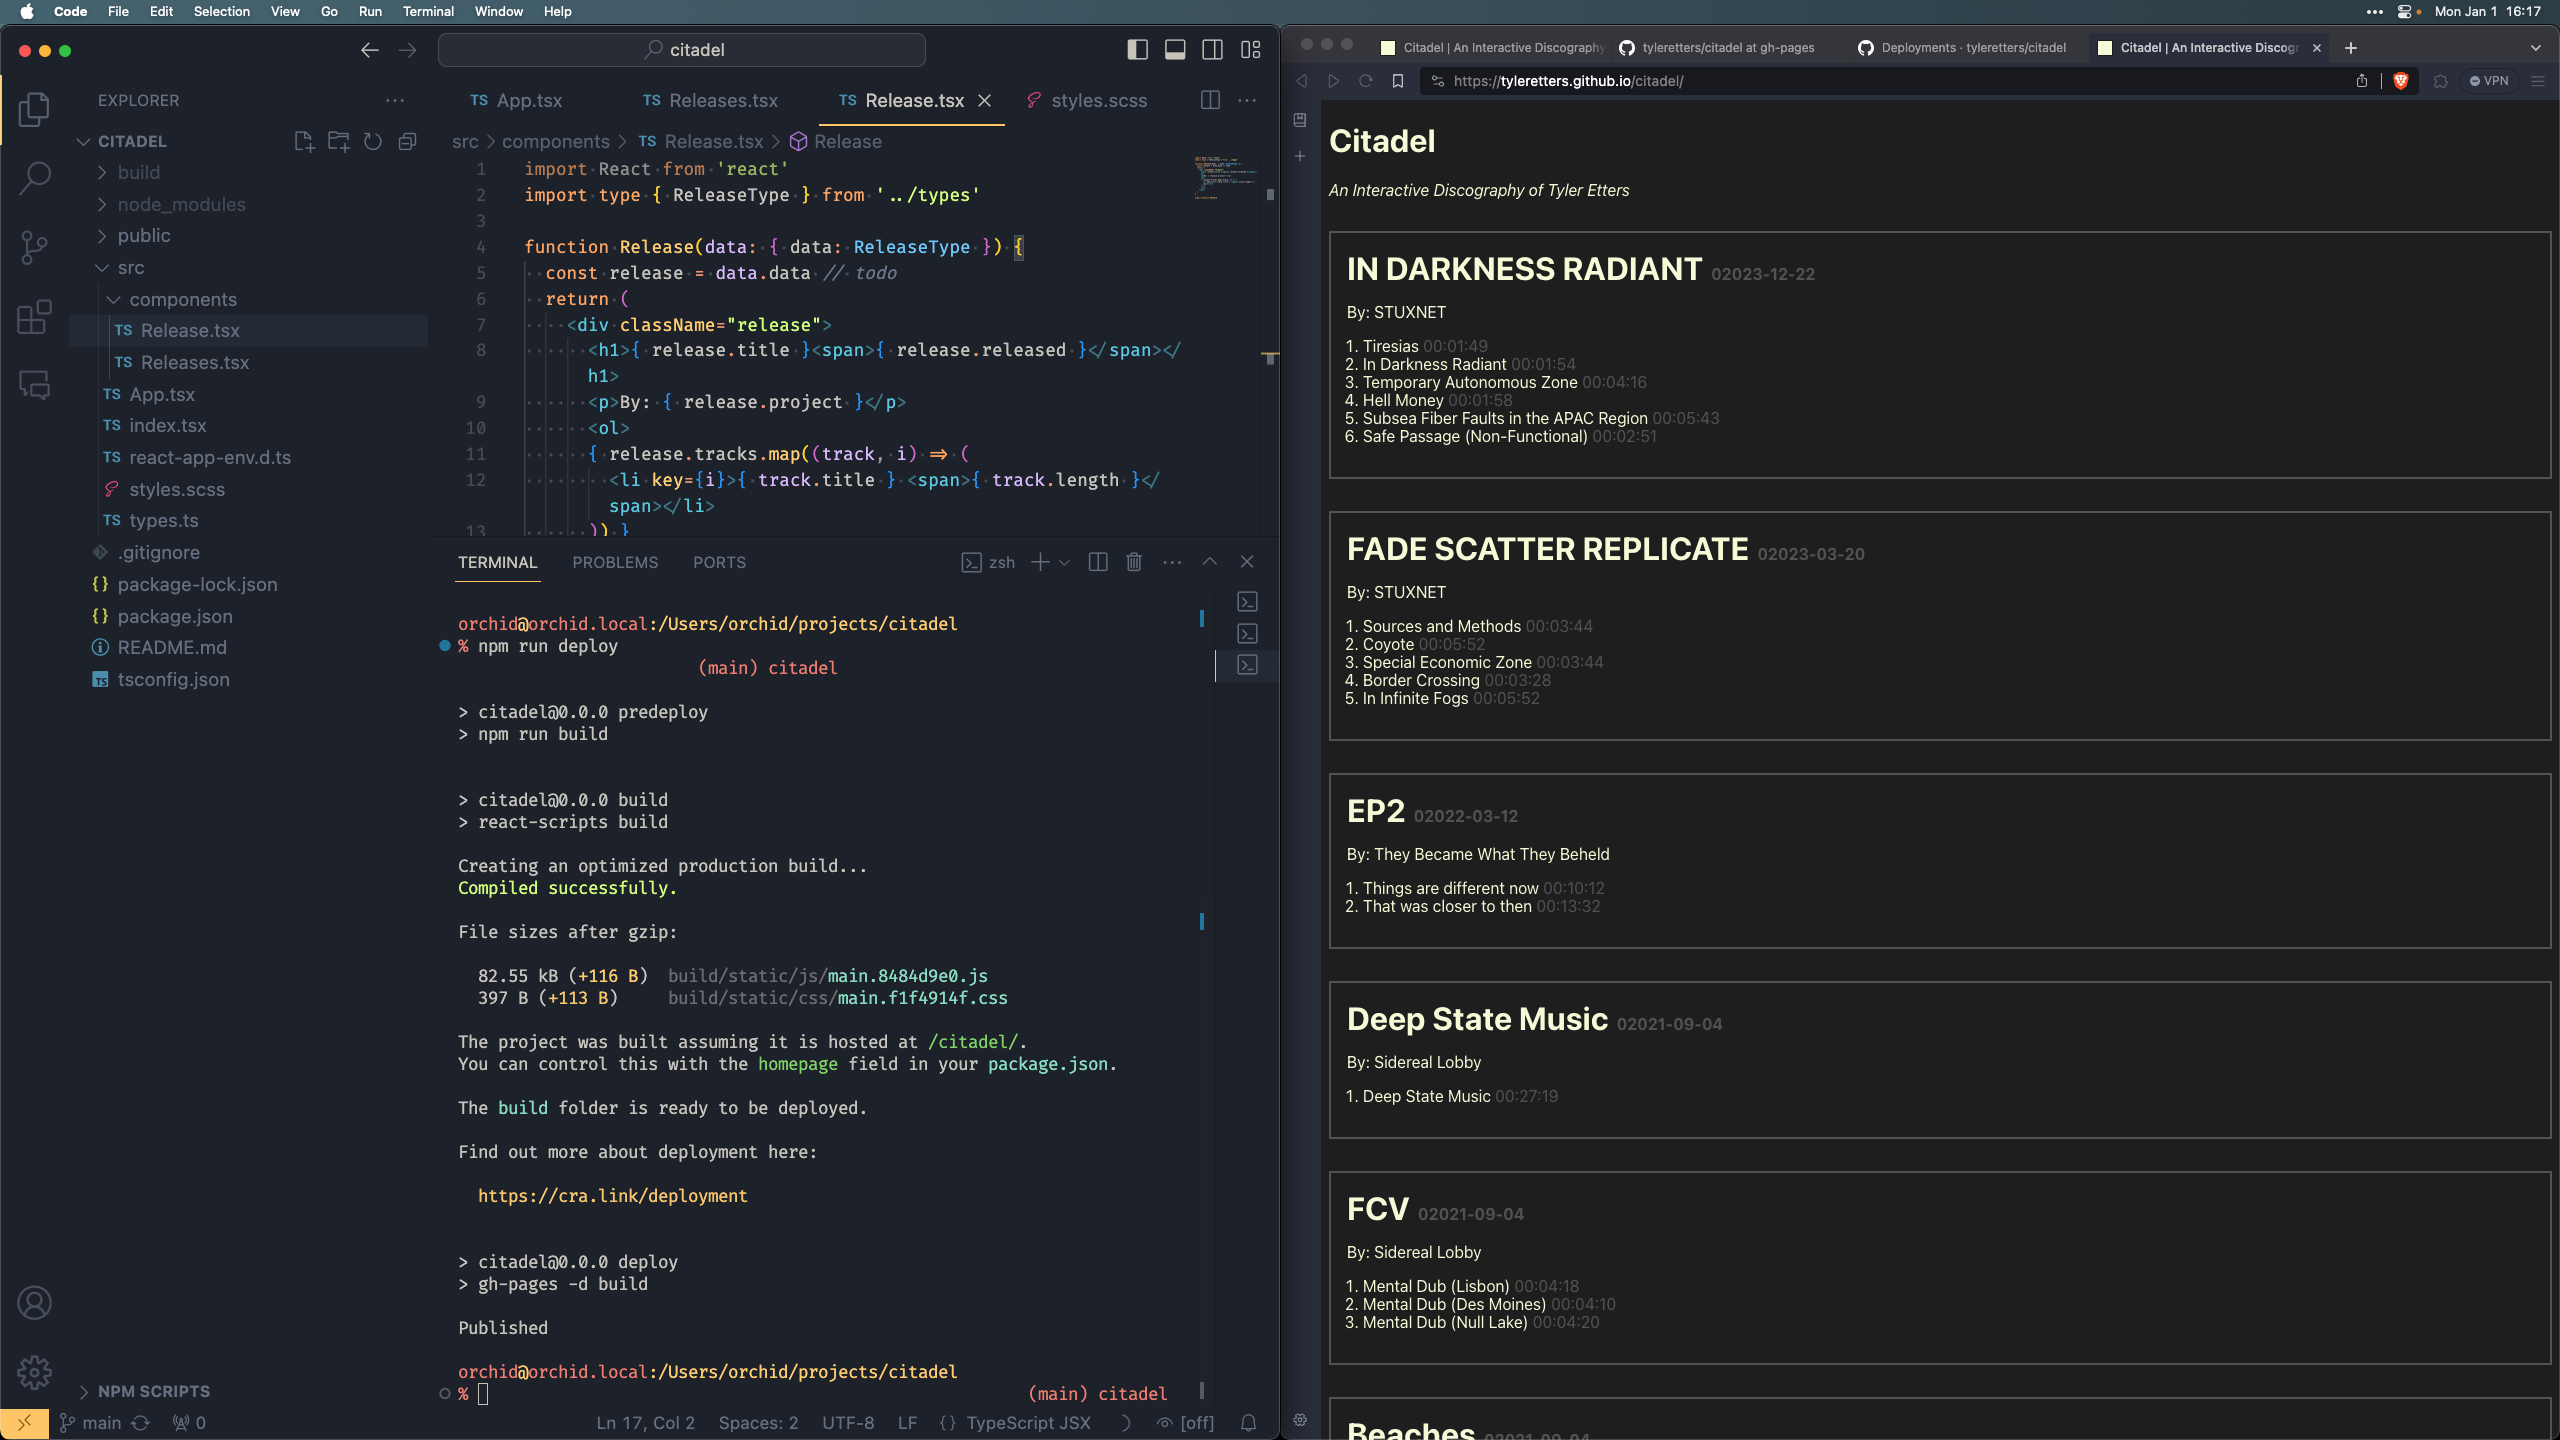 Code File Edit Selection View Go Run Terminal Window Help
Mon Jan 1 16:17
citadel
EXPLORER
CITADEL
build
node_modules
public
src
components
TS Release.tsx
TS Releases.tsx
TS App.tsx
TS index.tsx
TS react-app-env.d.ts
styles.scss
TS types.ts
.gitignore
{} package-lock.json
{} package.json
README.md
TS tsconfig.json
NPM SCRIPTS
TS App.tsx TS Releases.tsx TS Release.tsx styles.scss
src > components > TS Release.tsx > Release
1 import React from 'react'
2 import type { ReleaseType } from '../types'
3
4 function Release(data: { data: ReleaseType }) {
5 const release = data.data // todo
6 return (
7 <div className="release">
8 <h1>{ release.title }<span>{ release.released }</span></
h1>
9 <p>By: { release.project }</p>
10 <ol>
11 { release.tracks.map((track, i) => (
12 <li key={i}>{ track.title } <span>{ track.length }</
span></li>
13 )) }
TERMINAL PROBLEMS PORTS
zsh
orchid@orchid.local:/Users/orchid/projects/citadel
% npm run deploy
(main) citadel
> citadel@0.0.0 predeploy
> npm run build
> citadel@0.0.0 build
> react-scripts build
Creating an optimized production build...
Compiled successfully.
File sizes after gzip:
82.55 kB (+116 B) build/static/js/main.8484d9e0.js
397 B (+113 B) build/static/css/main.f1f4914f.css
The project was built assuming it is hosted at /citadel/.
You can control this with the homepage field in your package.json.
The build folder is ready to be deployed.
Find out more about deployment here:
https://cra.link/deployment
> citadel@0.0.0 deploy
> gh-pages -d build
Published
orchid@orchid.local:/Users/orchid/projects/citadel
% (main) citadel
main 0 Ln 17, Col 2 Spaces: 2 UTF-8 LF {} TypeScript JSX [off]
Citadel | An Interactive Discography tyleretters/citadel at gh-pages Deployments · tyleretters/citadel Citadel | An Interactive Discogr
https://tyleretters.github.io/citadel/
VPN
Citadel
An Interactive Discography of Tyler Etters
IN DARKNESS RADIANT 02023-12-22
By: STUXNET
1. Tiresias 00:01:49
2. In Darkness Radiant 00:01:54
3. Temporary Autonomous Zone 00:04:16
4. Hell Money 00:01:58
5. Subsea Fiber Faults in the APAC Region 00:05:43
6. Safe Passage (Non-Functional) 00:02:51
FADE SCATTER REPLICATE 02023-03-20
By: STUXNET
1. Sources and Methods 00:03:44
2. Coyote 00:05:52
3. Special Economic Zone 00:03:44
4. Border Crossing 00:03:28
5. In Infinite Fogs 00:05:52
EP2 02022-03-12
By: They Became What They Beheld
1. Things are different now 00:10:12
2. That was closer to then 00:13:32
Deep State Music 02021-09-04
By: Sidereal Lobby
1. Deep State Music 00:27:19
FCV 02021-09-04
By: Sidereal Lobby
1. Mental Dub (Lisbon) 00:04:18
2. Mental Dub (Des Moines) 00:04:10
3. Mental Dub (Null Lake) 00:04:20
Beaches 02021-09-04